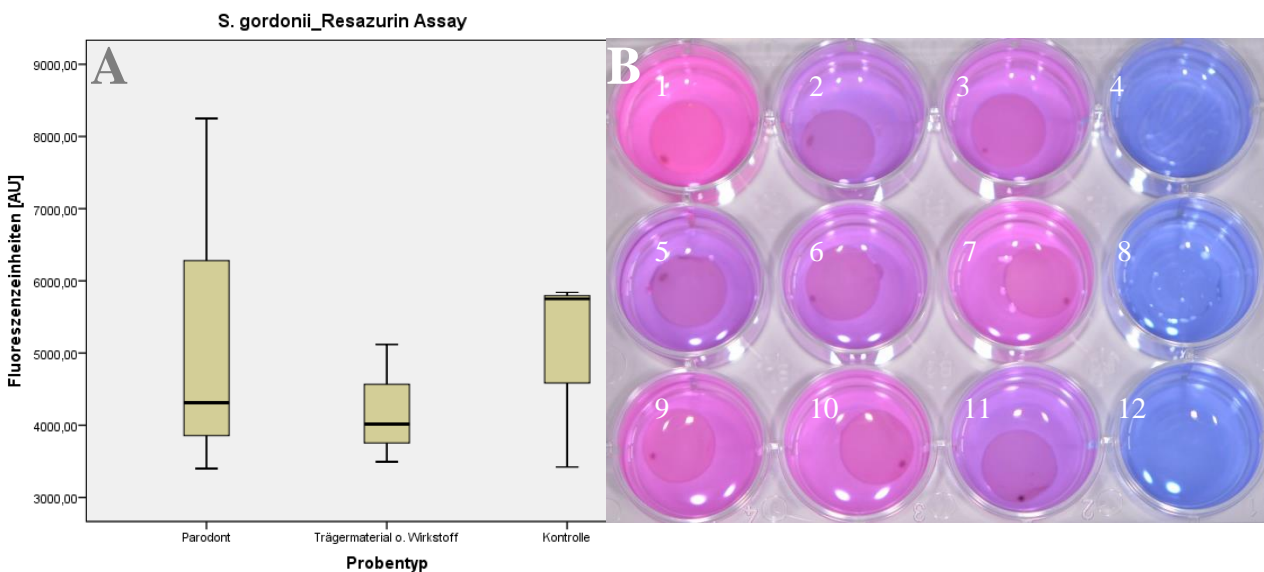 S. gordonii_Resazurin Assay
A
B
Fluoreszenzeinheiten [AU]
9000,00
8000,00
7000,00
6000,00
5000,00
4000,00
3000,00
Parodont
Trägermaterial o. Wirkstoff
Kontrolle
Probentyp
1
2
3
4
5
6
7
8
9
10
11
12